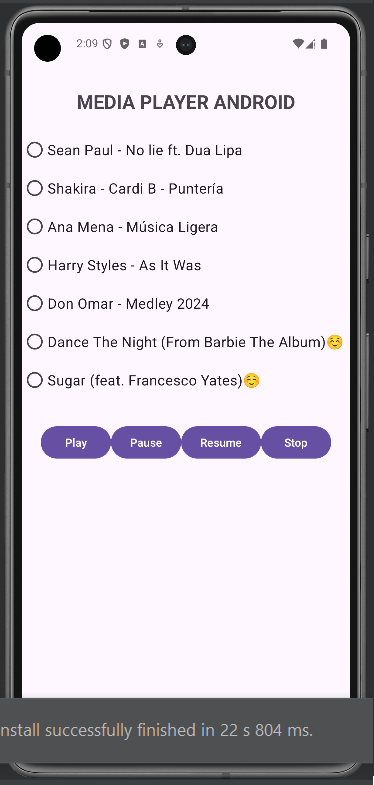 2:09
MEDIA PLAYER ANDROID
Sean Paul - No lie ft. Dua Lipa
Shakira - Cardi B - Puntería
Ana Mena - Música Ligera
Harry Styles - As It Was
Don Omar - Medley 2024
Dance The Night (From Barbie The Album)☺️
Sugar (feat. Francesco Yates)☺️
Play Pause Resume Stop
nstall successfully finished in 22 s 804 ms.